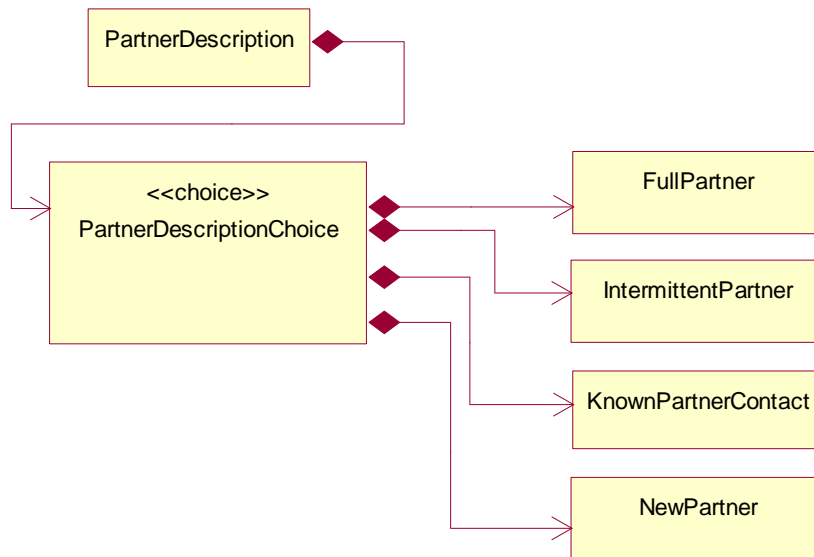 PartnerDescription
<<choice>>
PartnerDescriptionChoice
FullPartner
IntermittentPartner
KnownPartnerContact
NewPartner